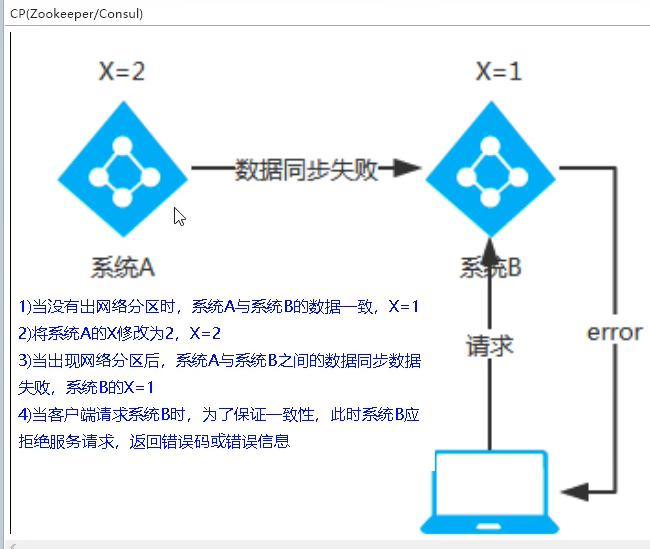 CP(Zookeeper/Consul)
X=2
X=1
数据同步失败
系统A
系统B
1)当没有出网络分区时，系统A与系统B的数据一致，X=1
2)将系统A的X修改为2，X=2
3)当出现网络分区后，系统A与系统B之间的数据同步数据
失败，系统B的X=1
4)当客户端请求系统B时，为了保证一致性，此时系统B应
拒绝服务请求，返回错误码或错误信息
请求
error